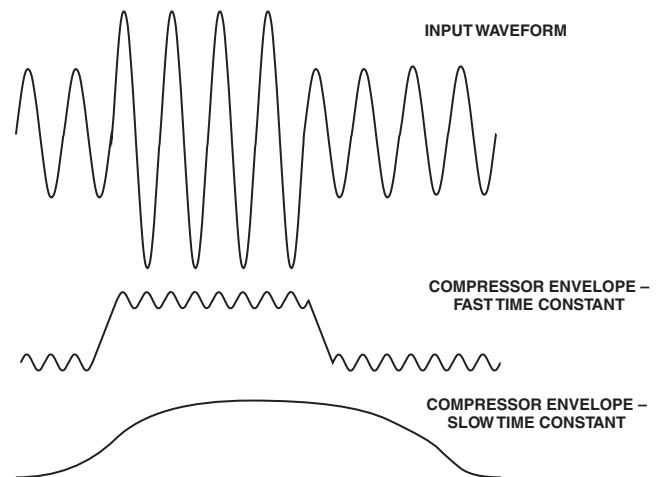 INPUT WAVEFORM
COMPRESSOR ENVELOPE –
FAST TIME CONSTANT
COMPRESSOR ENVELOPE –
SLOW TIME CONSTANT